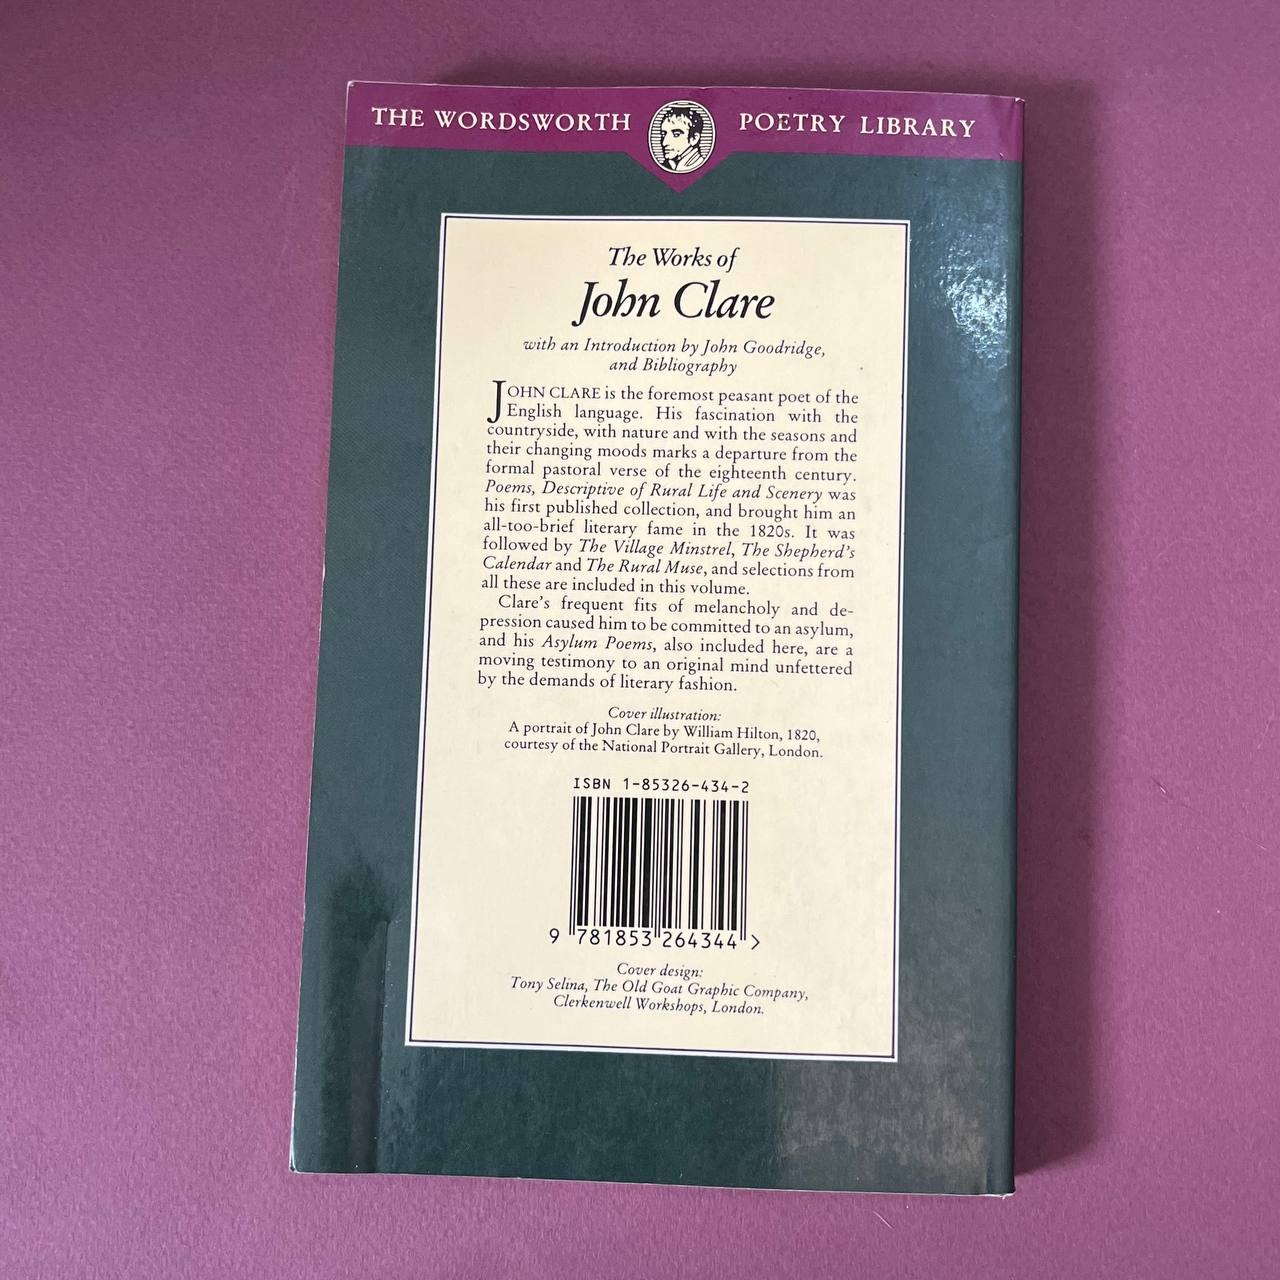 THE WORDSWORTH POETRY LIBRARY
The Works of
John Clare
with an Introduction by John Goodridge,
and Bibliography
JOHN CLARE is the foremost peasant poet of the
English language. His fascination with the
countryside, with nature and with the seasons and
their changing moods marks a departure from the
formal pastoral verse of the eighteenth century.
Poems, Descriptive of Rural Life and Scenery was
his first published collection, and brought him an
all-too-brief literary fame in the 1820s. It was
followed by The Village Minstrel, The Shepherd's
Calendar and The Rural Muse, and selections from
all these are included in this volume.
Clare's frequent fits of melancholy and de-
pression caused him to be committed to an asylum,
and his Asylum Poems, also included here, are a
moving testimony to an original mind unfettered
by the demands of literary fashion.
Cover illustration:
A portrait of John Clare by William Hilton, 1820,
courtesy of the National Portrait Gallery, London.
ISBN 1-85326-434-2
9 781853 264344 >
Cover design:
Tony Selina, The Old Goat Graphic Company,
Clerkenwell Workshops, London.